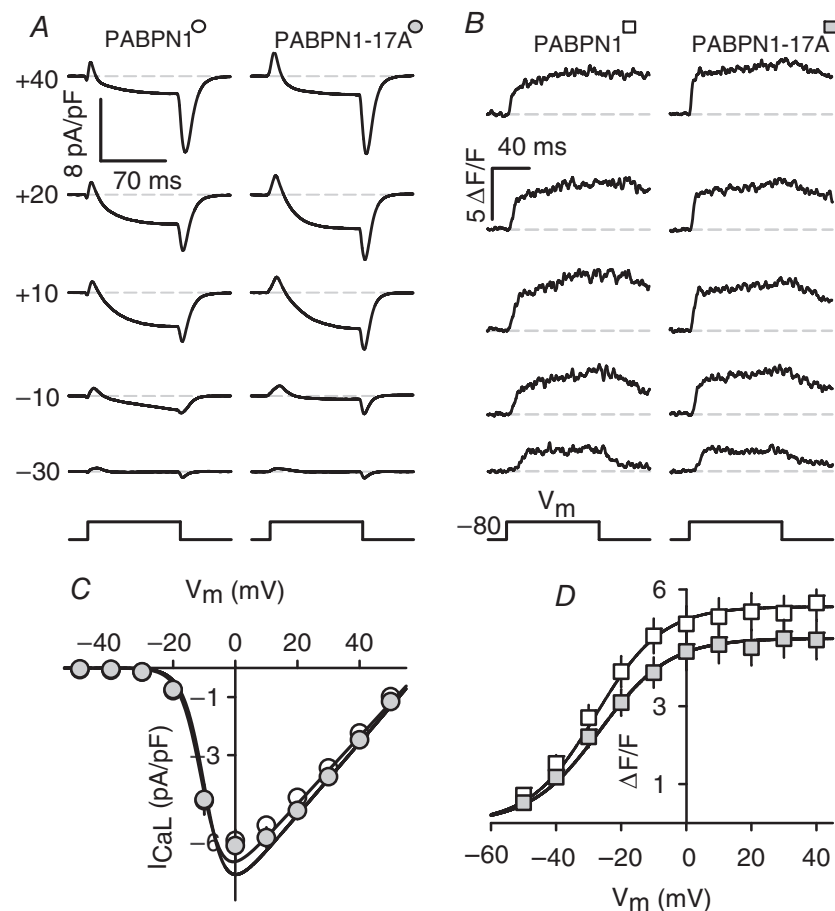 A
PABPN1
PABPN1-17A
+40
8 pA/pF
70 ms
+20
+10
−10
−30
B
PABPN1
PABPN1-17A
40 ms
5 ΔF/F
Vm
−80
C
Vm (mV)
−40
−20
0
20
40
−1
−3
−6
ICaL (pA/pF)
D
6
3
1
ΔF/F
−60
−40
−20
0
20
40
Vm (mV)